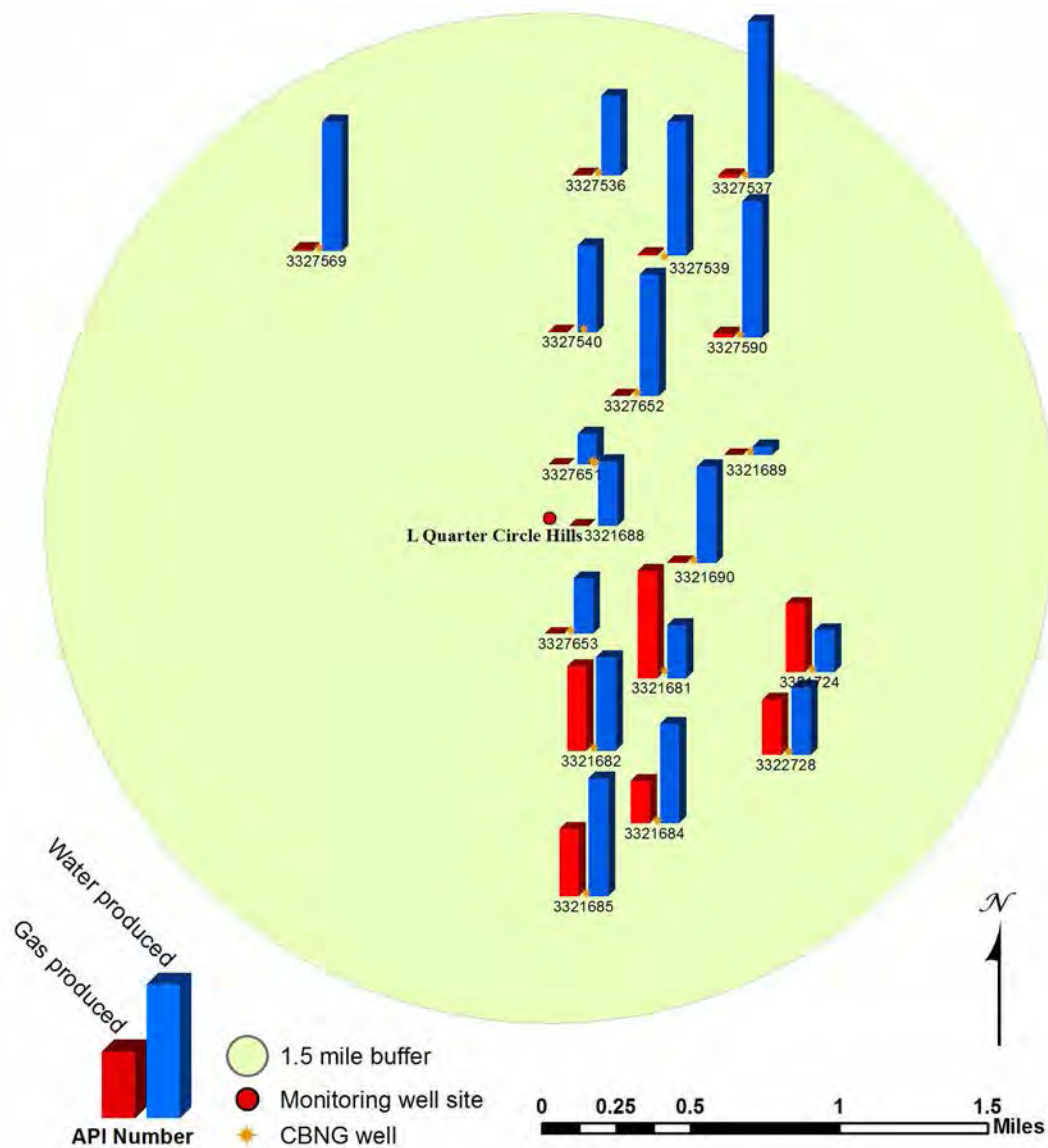 3327536
3327537
3327569
3327539
3327540
3327590
3327652
3321689
3327651
L Quarter Circle Hills
3321688
3321690
3327653
3321681
3321682
3322728
3321684
3321685
N
Water produced
Gas produced
API Number
1.5 mile buffer
Monitoring well site
CBNG well
0 0.25 0.5 1 1.5
Miles